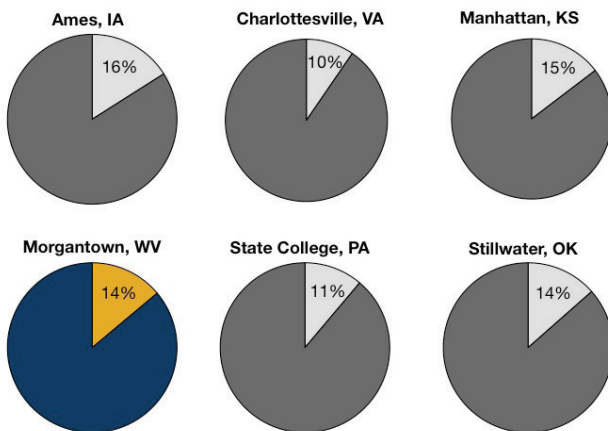 Ames, IA
Charlottesville, VA
Manhattan, KS
16%
10%
15%
Morgantown, WV
State College, PA
Stillwater, OK
14%
11%
14%